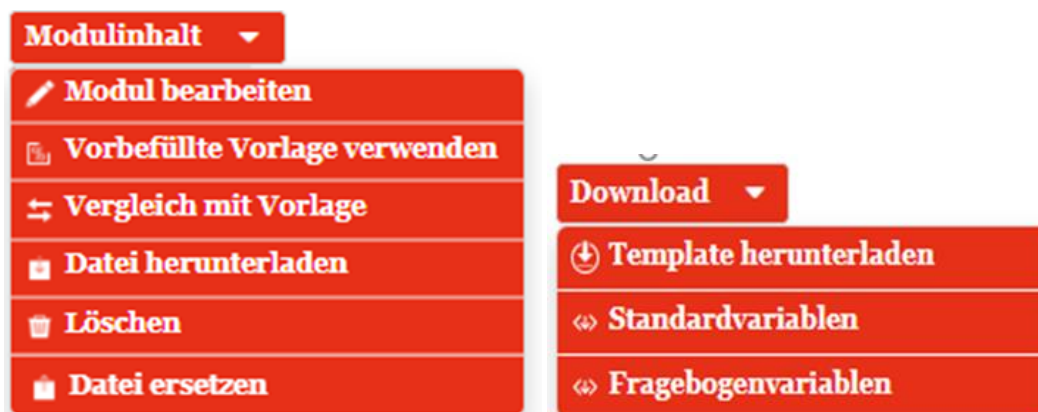 Modulinhalt
Modul bearbeiten
Vorbefüllte Vorlage verwenden
Vergleich mit Vorlage
Datei herunterladen
Löschen
Datei ersetzen
Download
Template herunterladen
Standardvariablen
Fragebogenvariablen